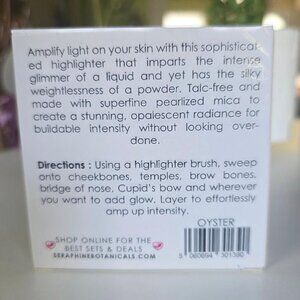 Amplify light on your skin with this sophisticat-
ed highlighter that imparts the intense
glimmer of a liquid and yet has the silky
weightlessness of a powder. Talc-free and
made with superfine pearlized mica to
create a stunning, opalescent radiance for
buildable intensity without looking over-
done.
Directions : Using a highlighter brush, sweep
onto cheekbones, temples, brow bones,
bridge of nose, Cupid's bow and wherever
you want to add glow. Layer to effortlessly
amp up intensity.
OYSTER
SHOP ONLINE FOR THE
BEST SETS & DEALS
SERAPHINEBOTANICALS.COM
5 060694 301380